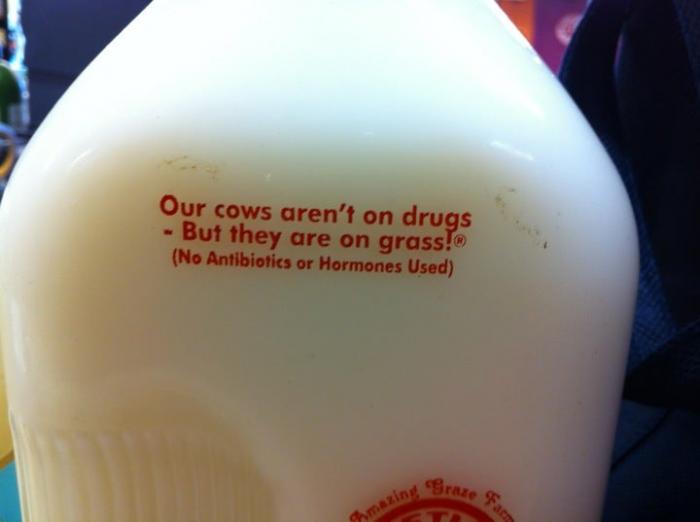 Our cows aren't on drugs
- But they are on grass!®
(No Antibiotics or Hormones Used)
Amazing Graze